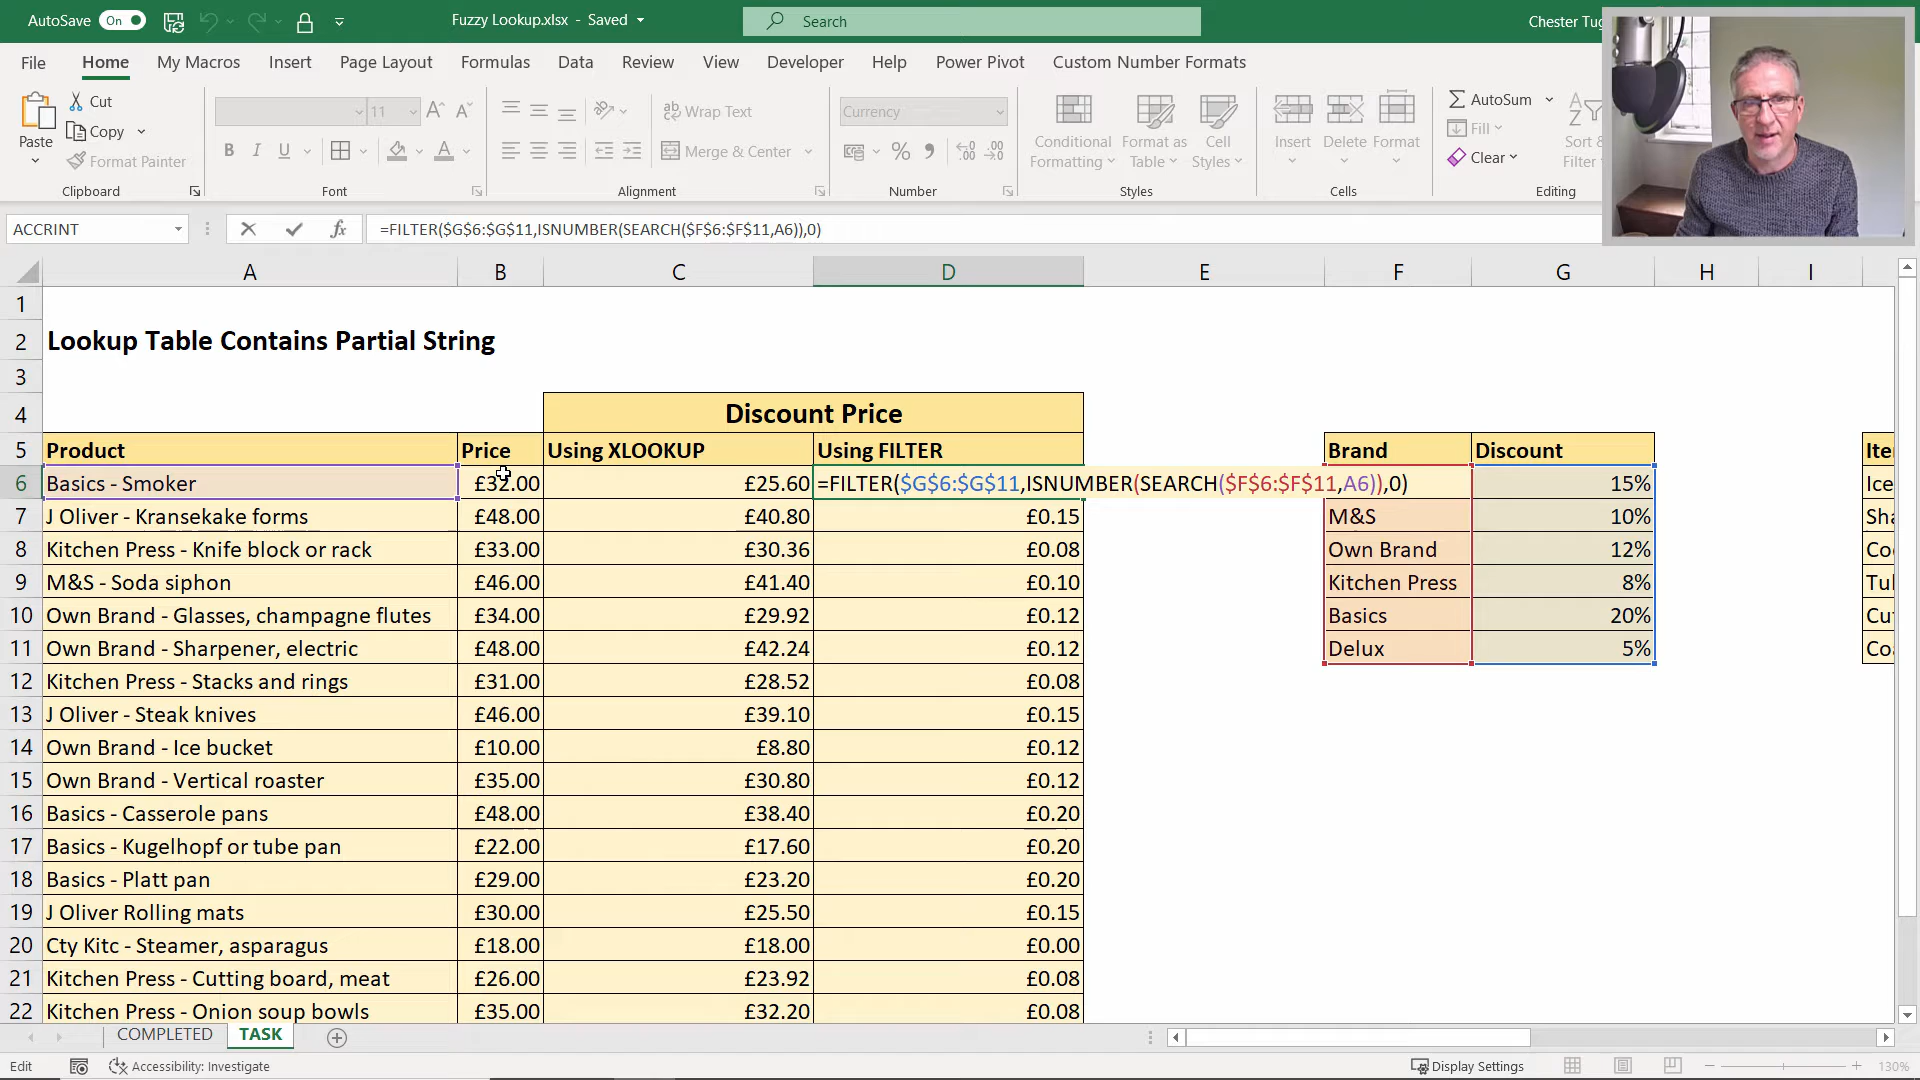 AutoSave On Fuzzy Lookup.xlsx - Saved Search Chester Tug
File Home My Macros Insert Page Layout Formulas Data Review View Developer Help Power Pivot Custom Number Formats
Paste Cut Copy Format Painter
11 Wrap Text Merge & Center Currency
Conditional Formatting Format as Table Cell Styles Insert Delete Format
AutoSum Fill Clear Sort & Filter
Clipboard Font Alignment Number Styles Cells Editing
ACCRINT fx =FILTER($G$6:$G$11,ISNUMBER(SEARCH($F$6:$F$11,A6)),0)
A B C D E F G H I
1
2 Lookup Table Contains Partial String
3
4 Discount Price
5 Product Price Using XLOOKUP Using FILTER Brand Discount
6 Basics - Smoker £32.00 £25.60 =FILTER($G$6:$G$11,ISNUMBER(SEARCH($F$6:$F$11,A6)),0) 15%
7 J Oliver - Kransekake forms £48.00 £40.80 £0.15 M&S 10%
8 Kitchen Press - Knife block or rack £33.00 £30.36 £0.08 Own Brand 12%
9 M&S - Soda siphon £46.00 £41.40 £0.10 Kitchen Press 8%
10 Own Brand - Glasses, champagne flutes £34.00 £29.92 £0.12 Basics 20%
11 Own Brand - Sharpener, electric £48.00 £42.24 £0.12 Delux 5%
12 Kitchen Press - Stacks and rings £31.00 £28.52 £0.08
13 J Oliver - Steak knives £46.00 £39.10 £0.15
14 Own Brand - Ice bucket £10.00 £8.80 £0.12
15 Own Brand - Vertical roaster £35.00 £30.80 £0.12
16 Basics - Casserole pans £48.00 £38.40 £0.20
17 Basics - Kugelhopf or tube pan £22.00 £17.60 £0.20
18 Basics - Platt pan £29.00 £23.20 £0.20
19 J Oliver Rolling mats £30.00 £25.50 £0.15
20 Cty Kitc - Steamer, asparagus £18.00 £18.00 £0.00
21 Kitchen Press - Cutting board, meat £26.00 £23.92 £0.08
22 Kitchen Press - Onion soup bowls £35.00 £32.20 £0.08
COMPLETED TASK
Edit Accessibility: Investigate Display Settings 130%